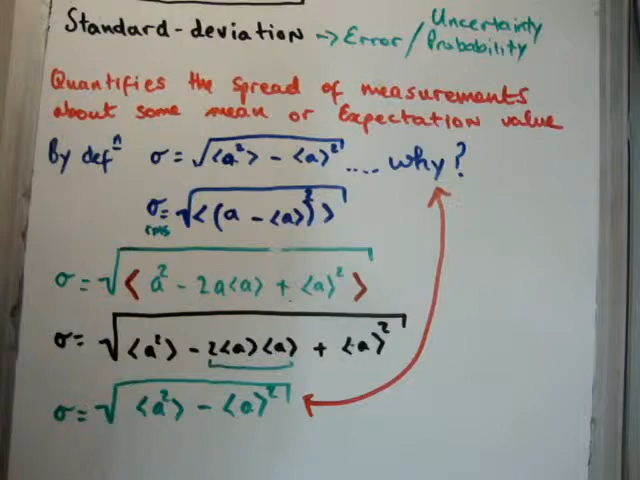 Standard-deviation → Error/Uncertainty
Probability
Quantifies the spread of measurements
about some mean or Expectation value
By defⁿ σ = √(<a²> - <a>²) .... why?
σ = √<(a - <a>)²>
rms
σ = √<a² - 2a<a> + <a>²>
σ = √(<a²> - 2<a><a> + <a>²)
σ = √(<a²> - <a>²)